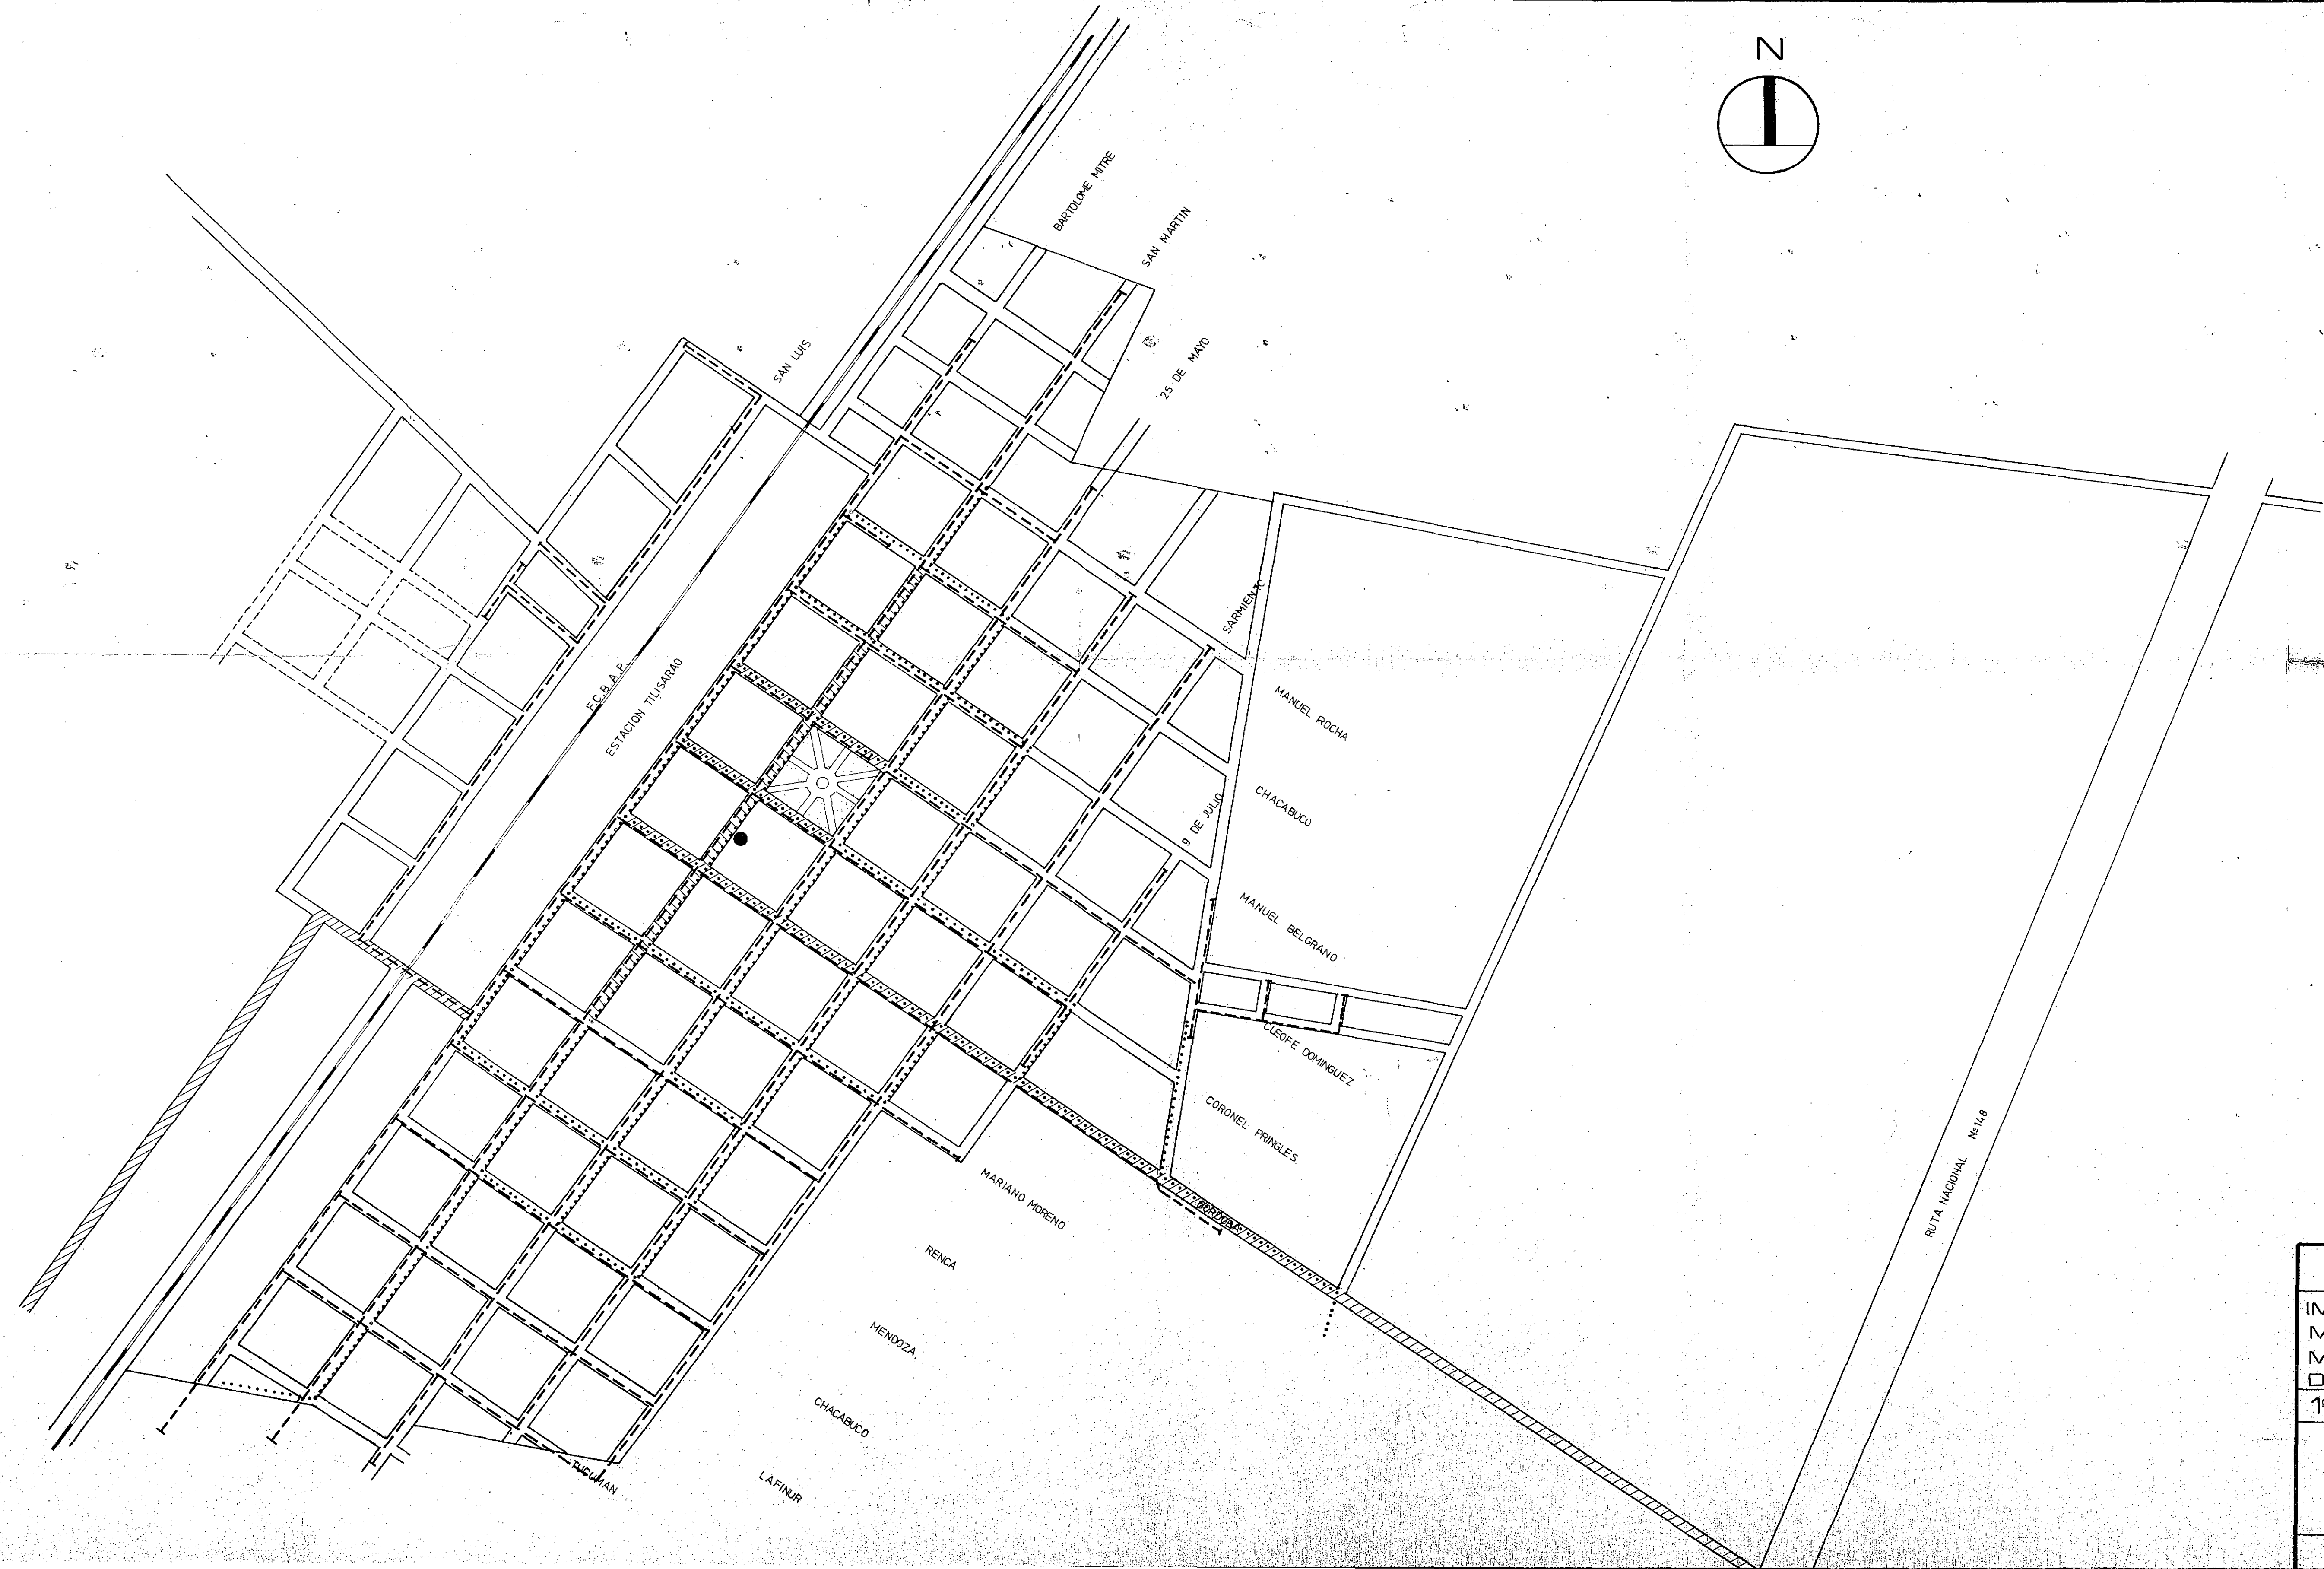 N
BARTOLOME MITRE
SAN MARTIN
SAN LUIS
25 DE MAYO
SARMIENTO
F.C.B.A.P.
ESTACION TILISARAO
MANUEL ROCHA
CHACABUCO
9 DE JULIO
MANUEL BELGRANO
CLEOFE DOMINGUEZ
CORONEL PRINGLES
MARIANO MORENO
RENCA
MENDOZA
CHACABUCO
LAFINUR
TUCUMAN
RUTA NACIONAL Nº148